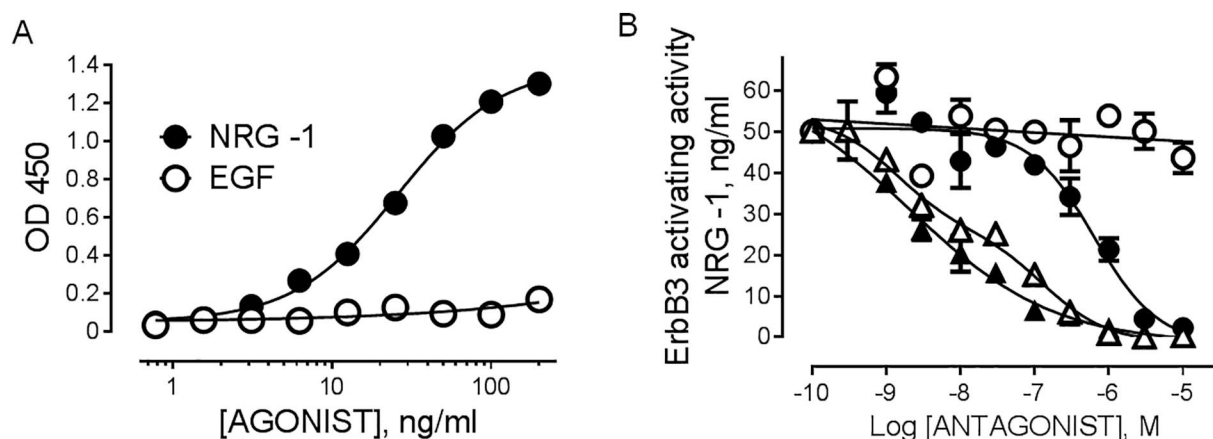 A
OD 450
1.4
1.2
1.0
0.8
0.6
0.4
0.2
0
NRG -1
EGF
1
10
100
[AGONIST], ng/ml
B
ErbB3 activating activity
NRG -1, ng/ml
60
50
40
30
20
10
0
-10
-9
-8
-7
-6
-5
Log [ANTAGONIST], M